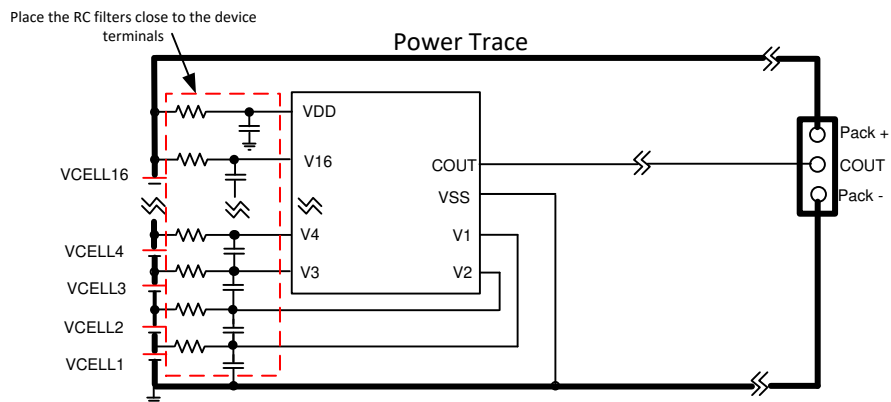 Place the RC filters close to the device
terminals
Power Trace
VDD
V16
VCELL16
COUT
VSS
V4
V1
VCELL4
V3
V2
VCELL3
VCELL2
VCELL1
Pack +
COUT
Pack -